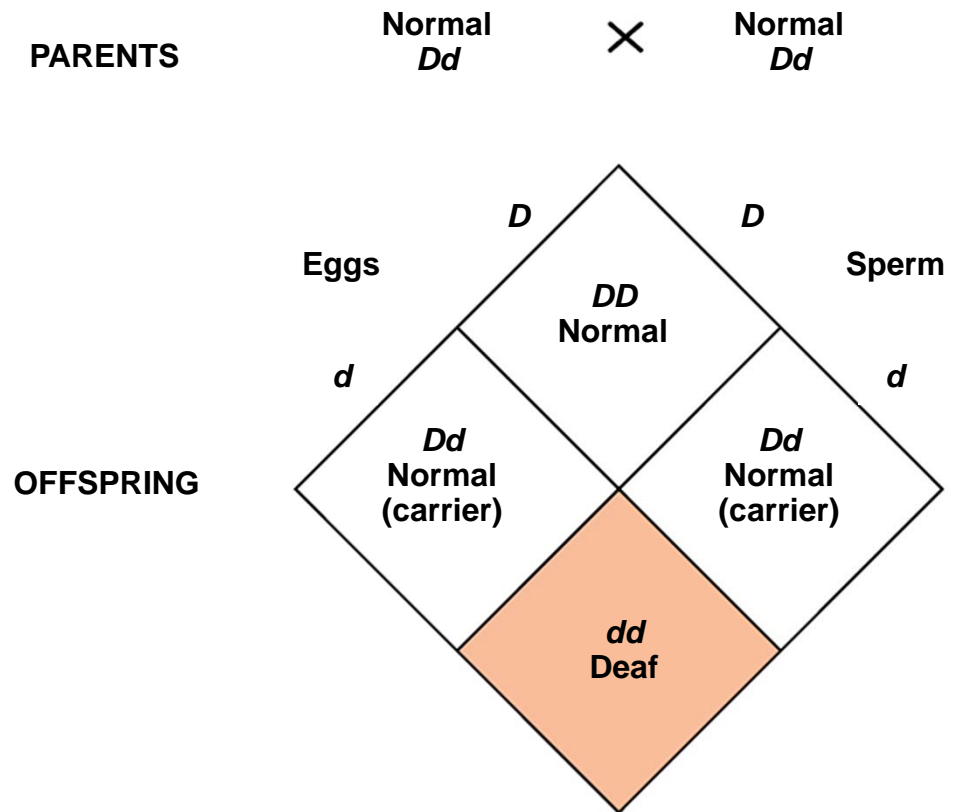 PARENTS
Normal
Dd
×
Normal
Dd
D
D
Eggs
Sperm
DD
Normal
d
d
OFFSPRING
Dd
Normal
(carrier)
Dd
Normal
(carrier)
dd
Deaf